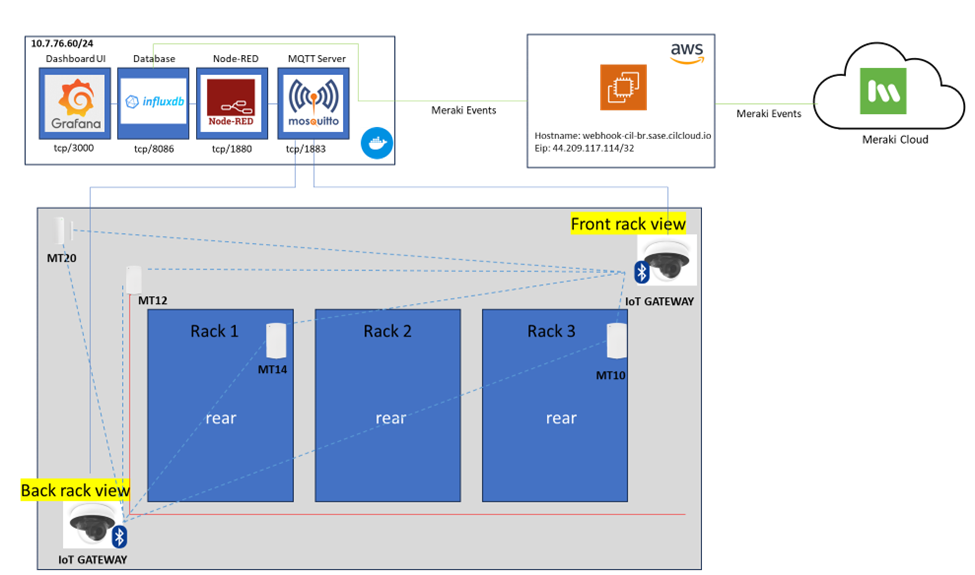 10.7.76.60/24
Dashboard UI
Database
Node-RED
MQTT Server
Grafana
influxdb
Node-RED
mosquitto
tcp/3000
tcp/8086
tcp/1880
tcp/1883
Meraki Events
aws
Hostname: webhook-cil-br.sase.cilcloud.io
Eip: 44.209.117.114/32
Meraki Events
Meraki Cloud
Front rack view
IoT GATEWAY
MT20
MT12
Rack 1
MT14
rear
Rack 2
rear
Rack 3
MT10
rear
Back rack view
IoT GATEWAY